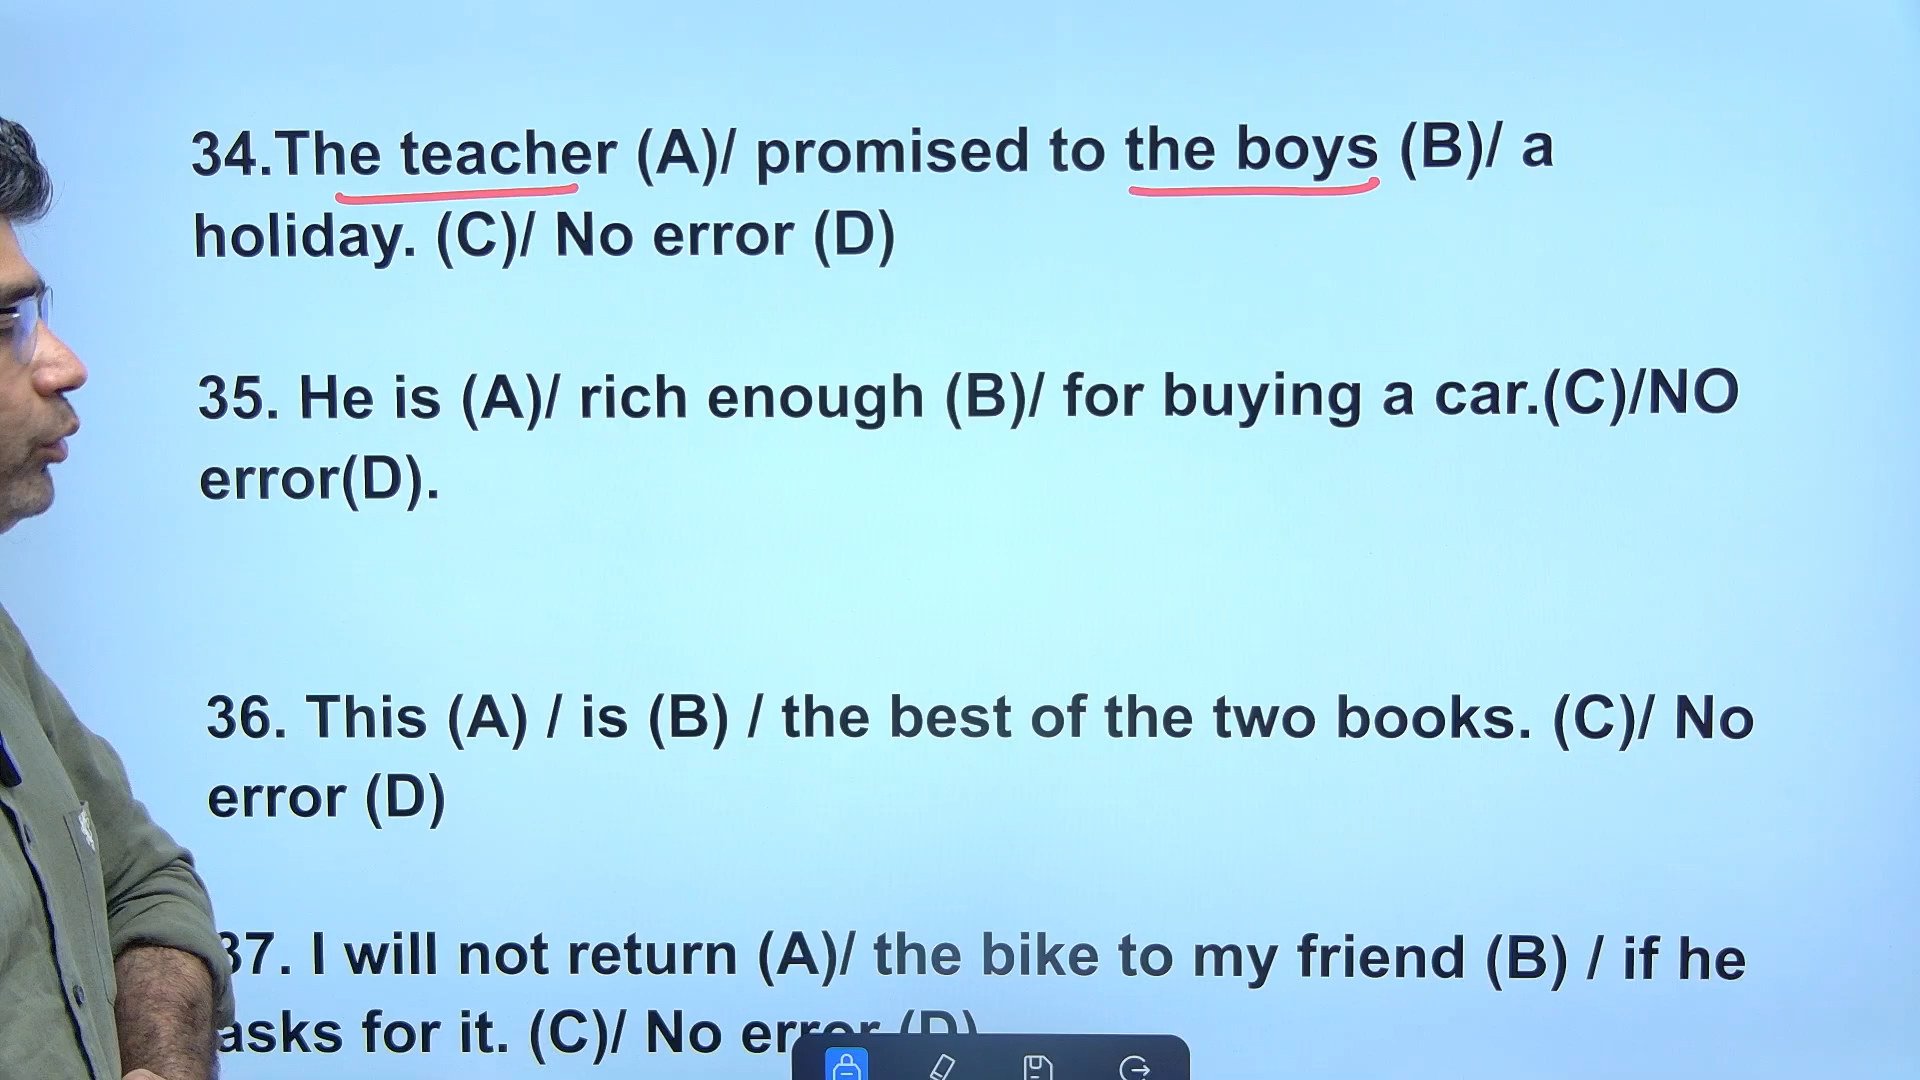 34.The teacher (A)/ promised to the boys (B)/ a
holiday. (C)/ No error (D)
35. He is (A)/ rich enough (B)/ for buying a car.(C)/NO
error(D).
36. This (A) / is (B) / the best of the two books. (C)/ No
error (D)
37. I will not return (A)/ the bike to my friend (B) / if he
asks for it. (C)/ No error (D)